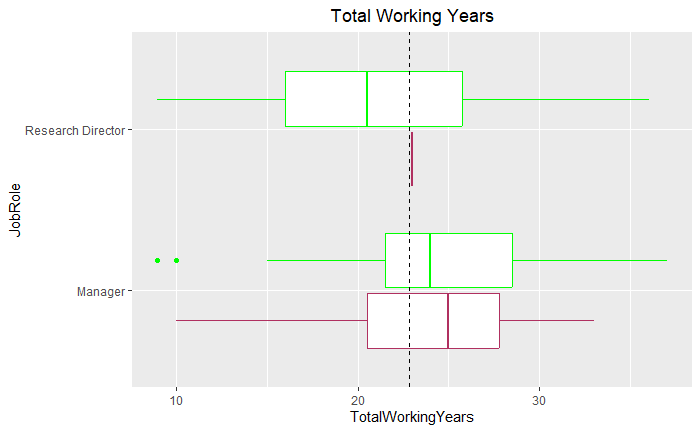 Total Working Years
JobRole
Research Director
Manager
10 20 30
TotalWorkingYears